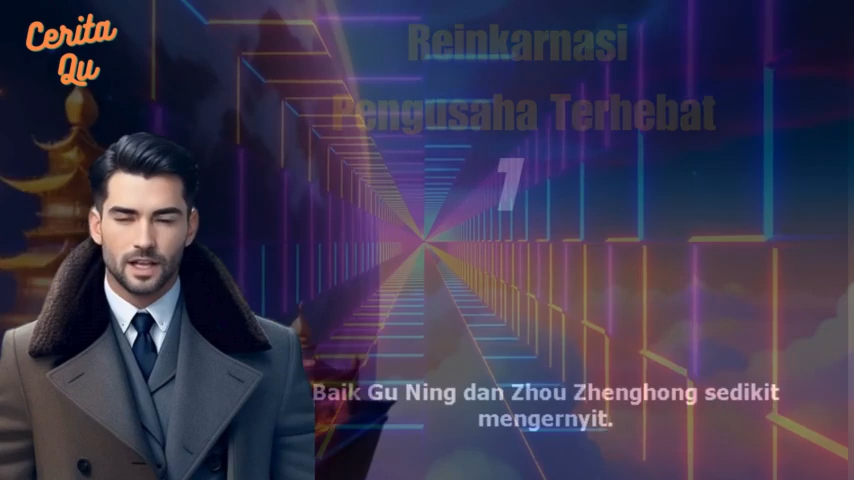 Cerita
Qu
Reinkarnasi
Pengusaha Terhebat
1
Baik Gu Ning dan Zhou Zhenghong sedikit
mengernyit.